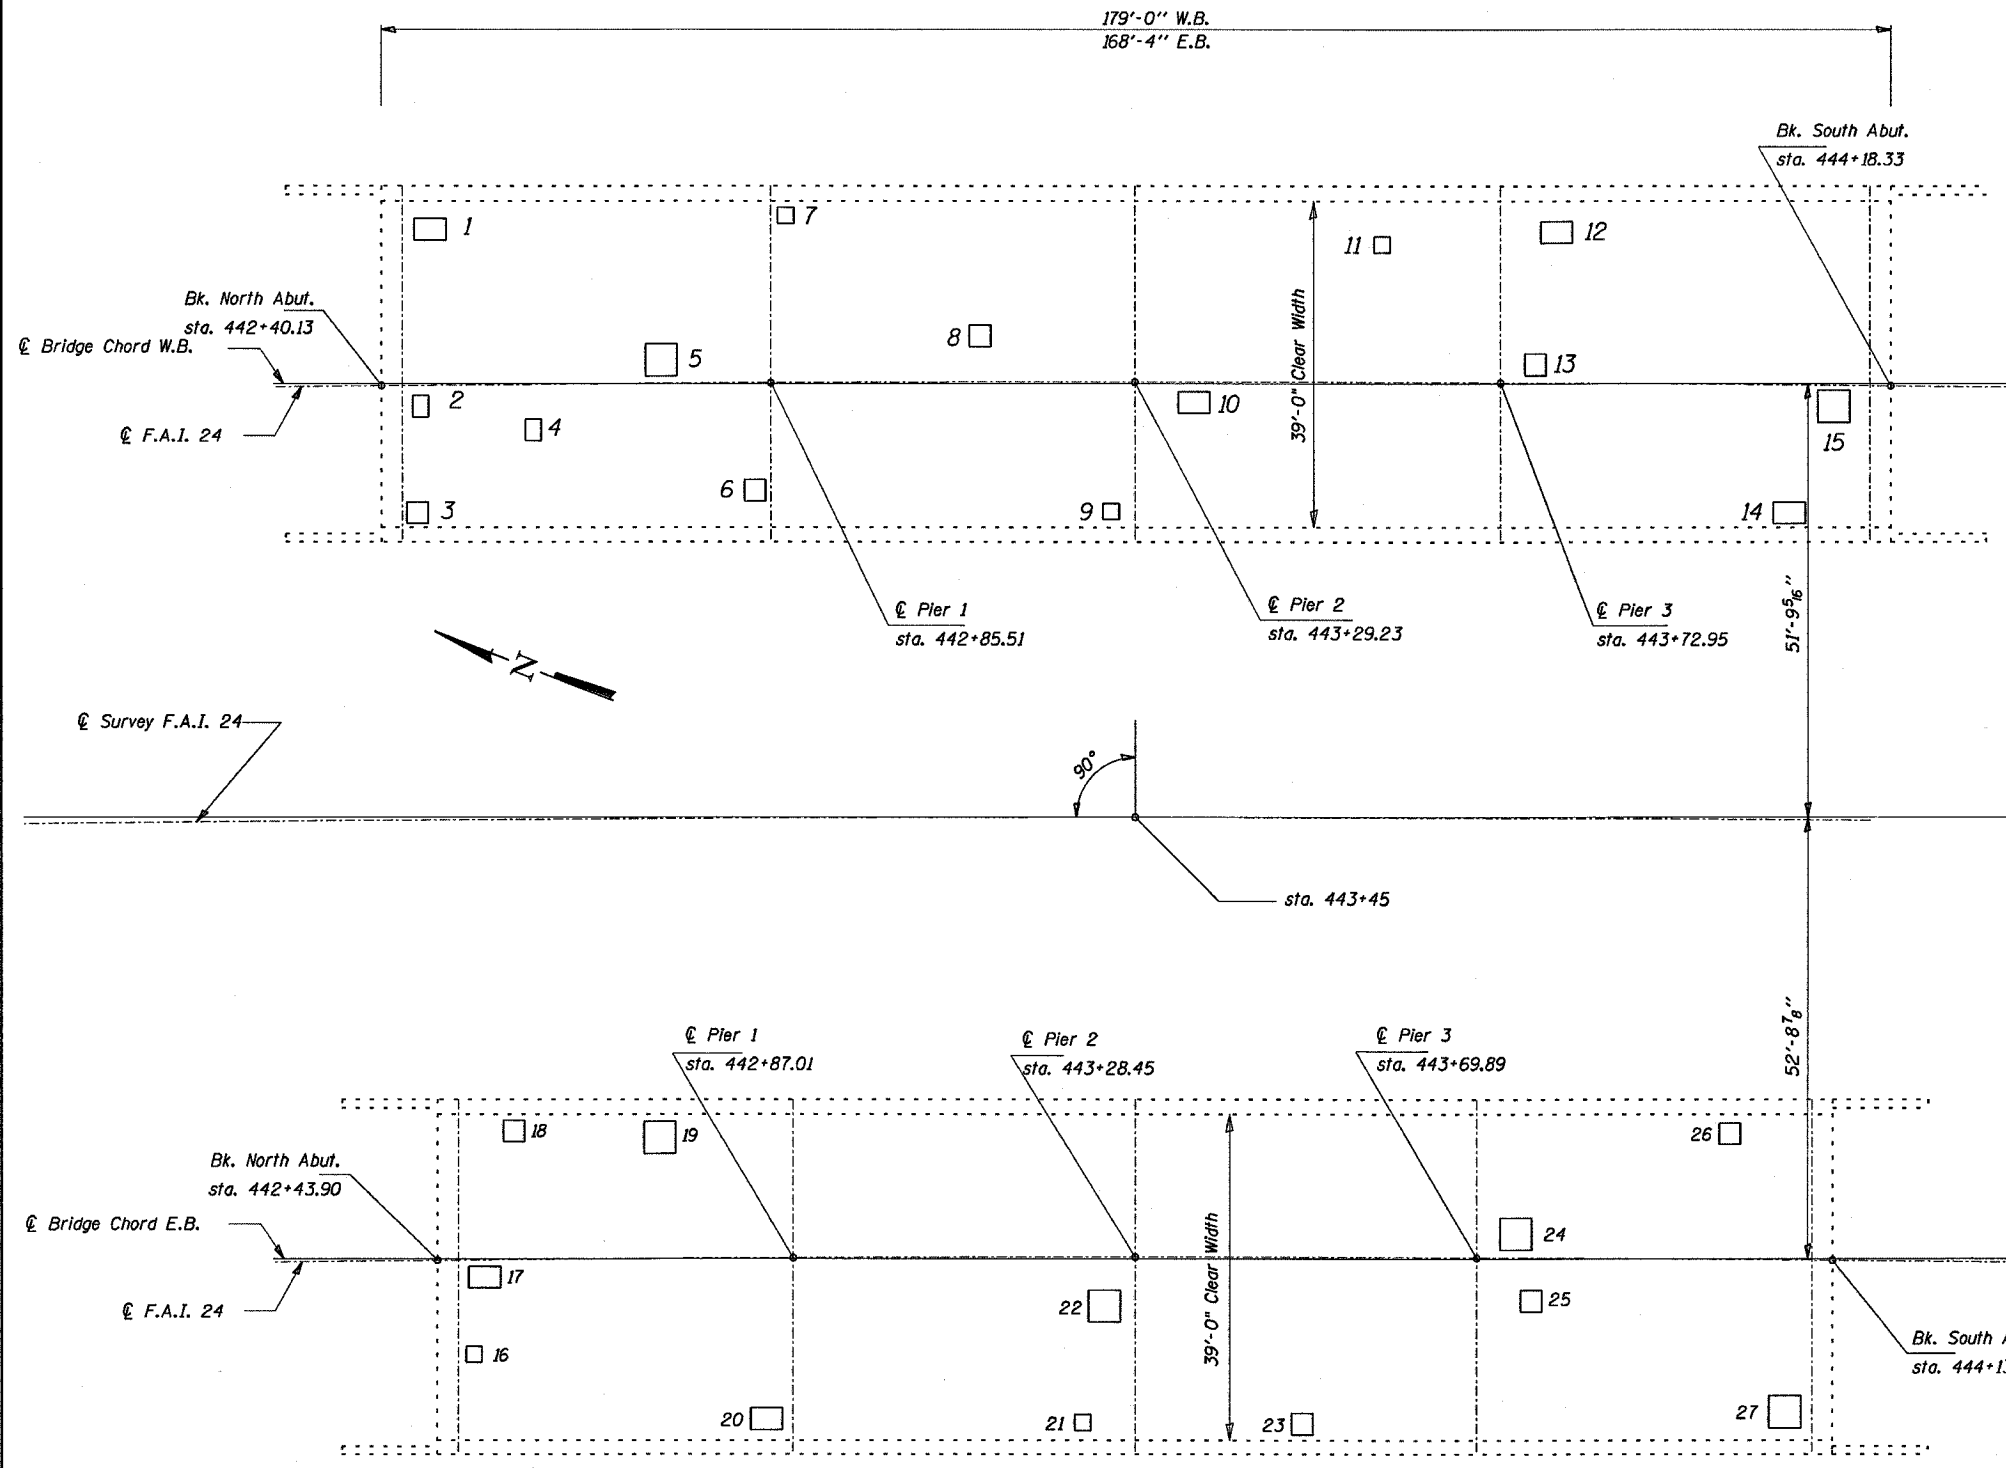 179'-0'' W.B.
168'-4'' E.B.
Bk. South Abut.
sta. 444+18.33
1
7
11
12
Bk. North Abut.
sta. 442+40.13
℄ Bridge Chord W.B.
℄ F.A.I. 24
39'-0" Clear Width
5
8
13
2
4
10
15
6
3
9
14
℄ Pier 1
sta. 442+85.51
℄ Pier 2
sta. 443+29.23
℄ Pier 3
sta. 443+72.95
51'-9 5/16''
N
℄ Survey F.A.I. 24
90°
sta. 443+45
52'-8 7/8''
℄ Pier 1
sta. 442+87.01
℄ Pier 2
sta. 443+28.45
℄ Pier 3
sta. 443+69.89
18
19
26
Bk. North Abut.
sta. 442+43.90
℄ Bridge Chord E.B.
℄ F.A.I. 24
39'-0" Clear Width
24
17
22
25
16
Bk. South
sta. 444+1
20
21
23
27